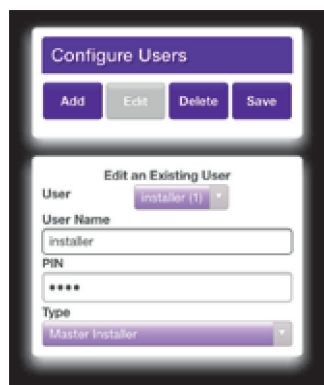 Configure Users
Add Edit Delete Save
Edit an Existing User
User installer (1)
User Name
installer
PIN
••••
Type
Master Installer